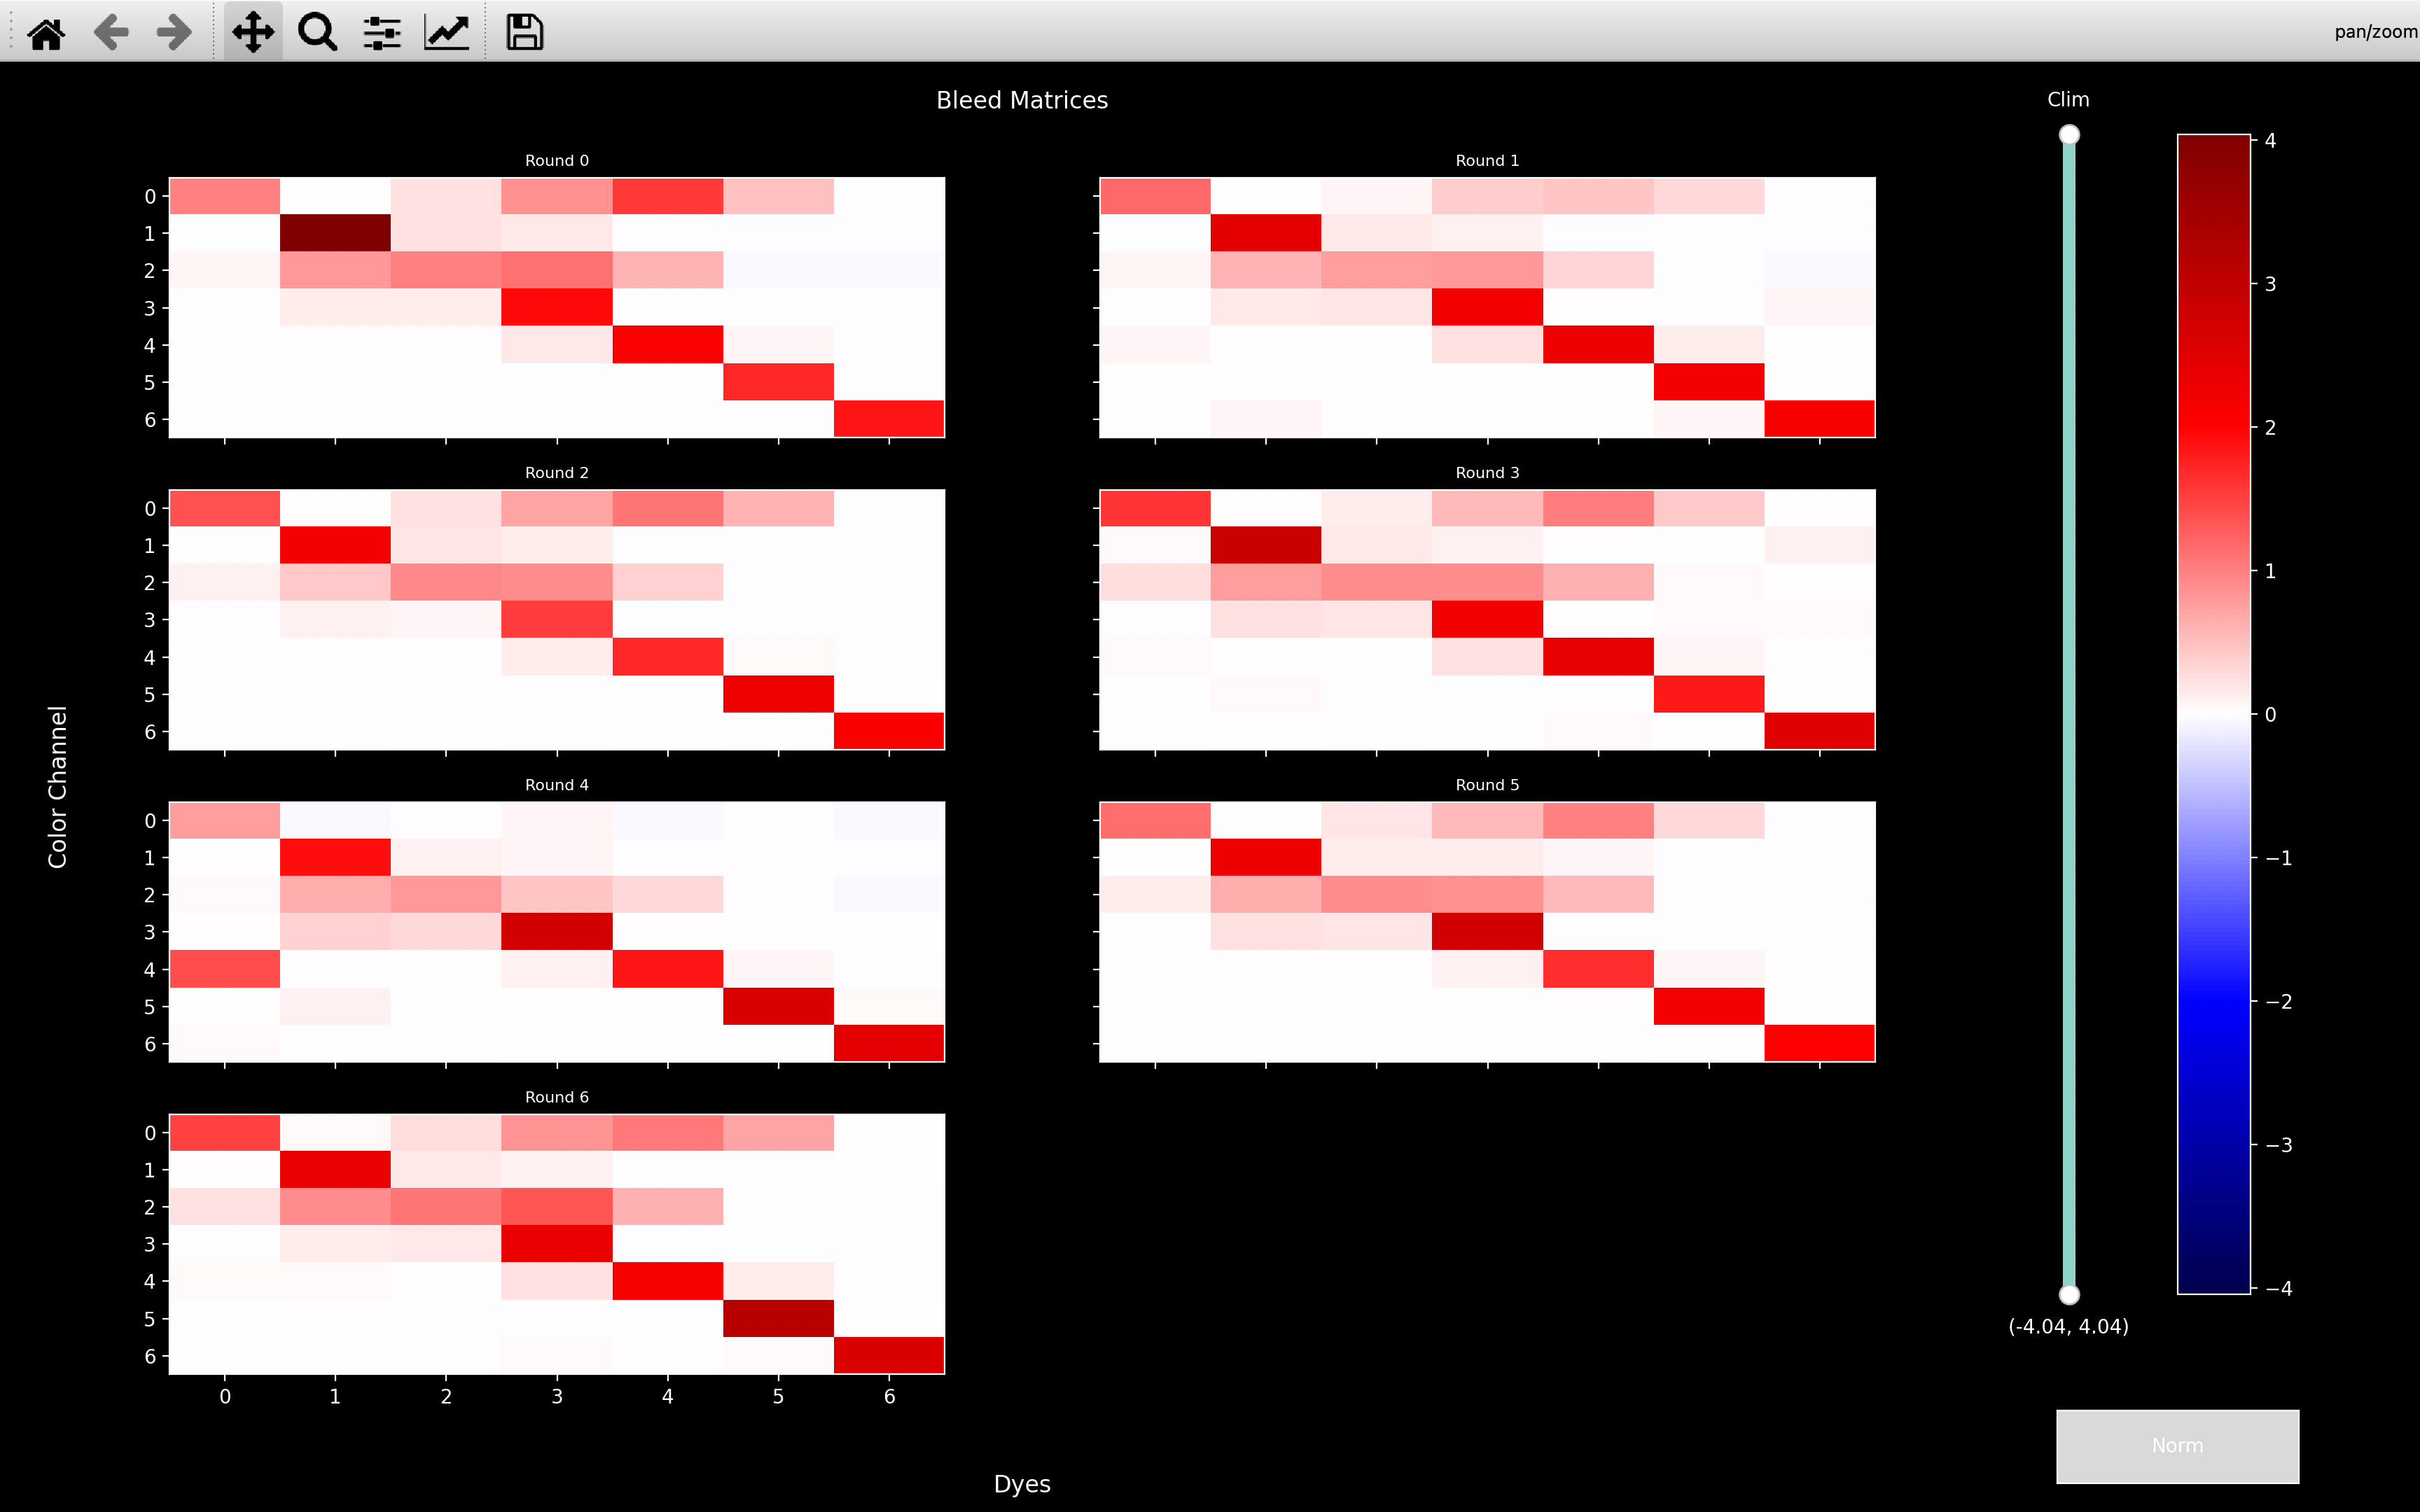 pan/zoom
Bleed Matrices
Clim
Round 0
Round 1
0
1
2
3
4
5
6
Round 2
Round 3
0
1
2
3
4
5
6
Round 4
Round 5
0
1
2
3
4
5
6
Round 6
0
1
2
3
4
5
6
0 1 2 3 4 5 6
Color Channel
Dyes
4
3
2
1
0
−1
−2
−3
−4
(-4.04, 4.04)
Norm